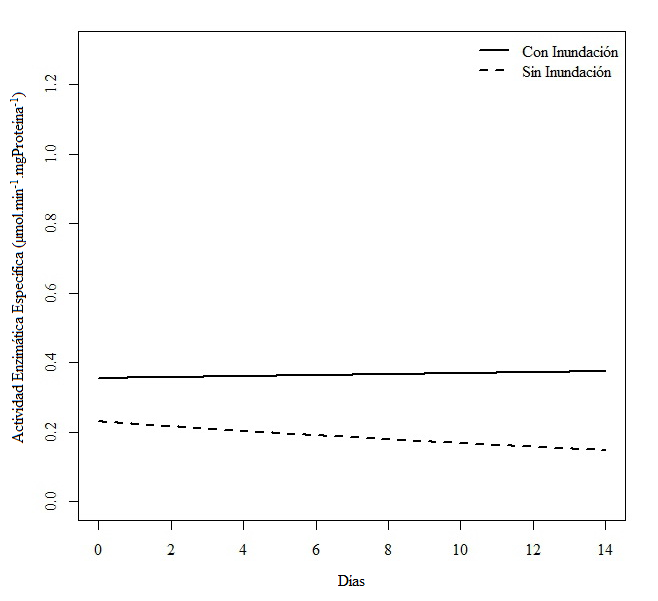 Con Inundación
Sin Inundación
Actividad Enzimática Específica (μmol.min⁻¹.mgProteína⁻¹)
1.2
1.0
0.8
0.6
0.4
0.2
0.0
0 2 4 6 8 10 12 14
Días